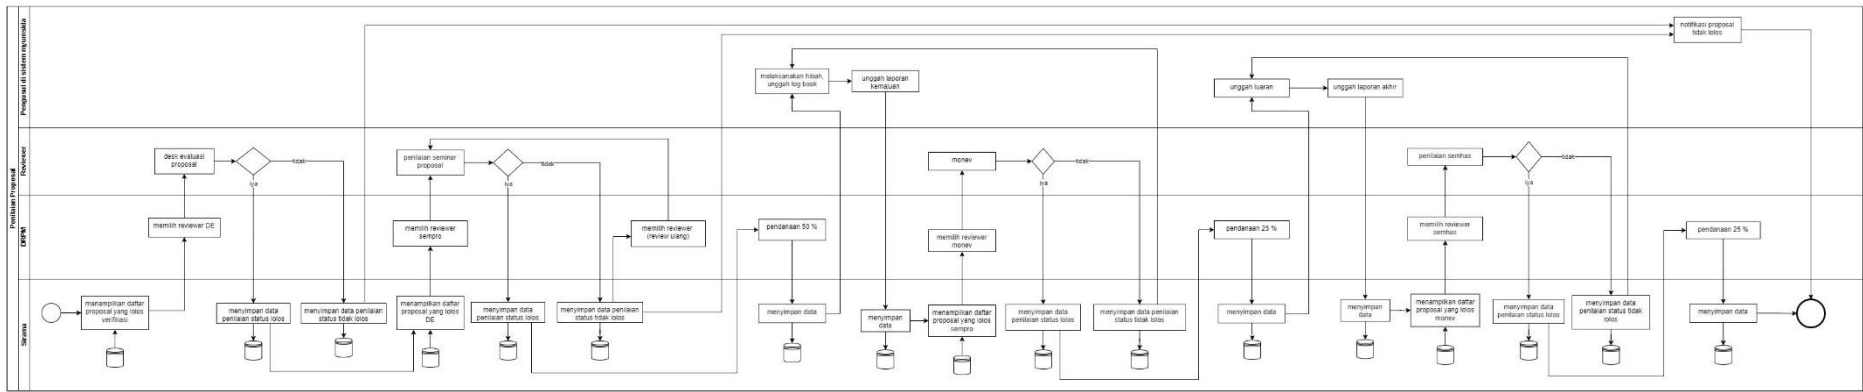 Penilaian Proposal
Pengusul di sistem myumsida
Reviewer
DRPM
Sinrama
notifikasi proposal
tidak lolos
melaksanakan hibah,
unggah log book
unggah laporan
kemajuan
unggah luaran
unggah laporan akhir
desk evaluasi
proposal
tidak
iya
penilaian seminar
proposal
tidak
iya
monev
tidak
iya
penilaian semhas
tidak
iya
memilih reviewer DE
memilih reviewer
sempro
memilih reviewer
(review ulang)
pendanaan 50 %
memilih reviewer
monev
pendanaan 25 %
memilih reviewer
semhas
pendanaan 25 %
menampilkan daftar
proposal yang lolos
verifikasi
menyimpan data
penilaian status lolos
menyimpan data penilaian
status tidak lolos
menampilkan daftar
proposal yang lolos
DE
menyimpan data
penilaian status lolos
menyimpan data penilaian
status tidak lolos
menyimpan data
menyimpan
data
menampilkan daftar
proposal yang lolos
sempro
menyimpan data
penilaian status lolos
menyimpan data penilaian
status tidak lolos
menyimpan data
menyimpan
data
menampilkan daftar
proposal yang lolos
monev
menyimpan data
penilaian status lolos
menyimpan data
penilaian status tidak
lolos
menyimpan data